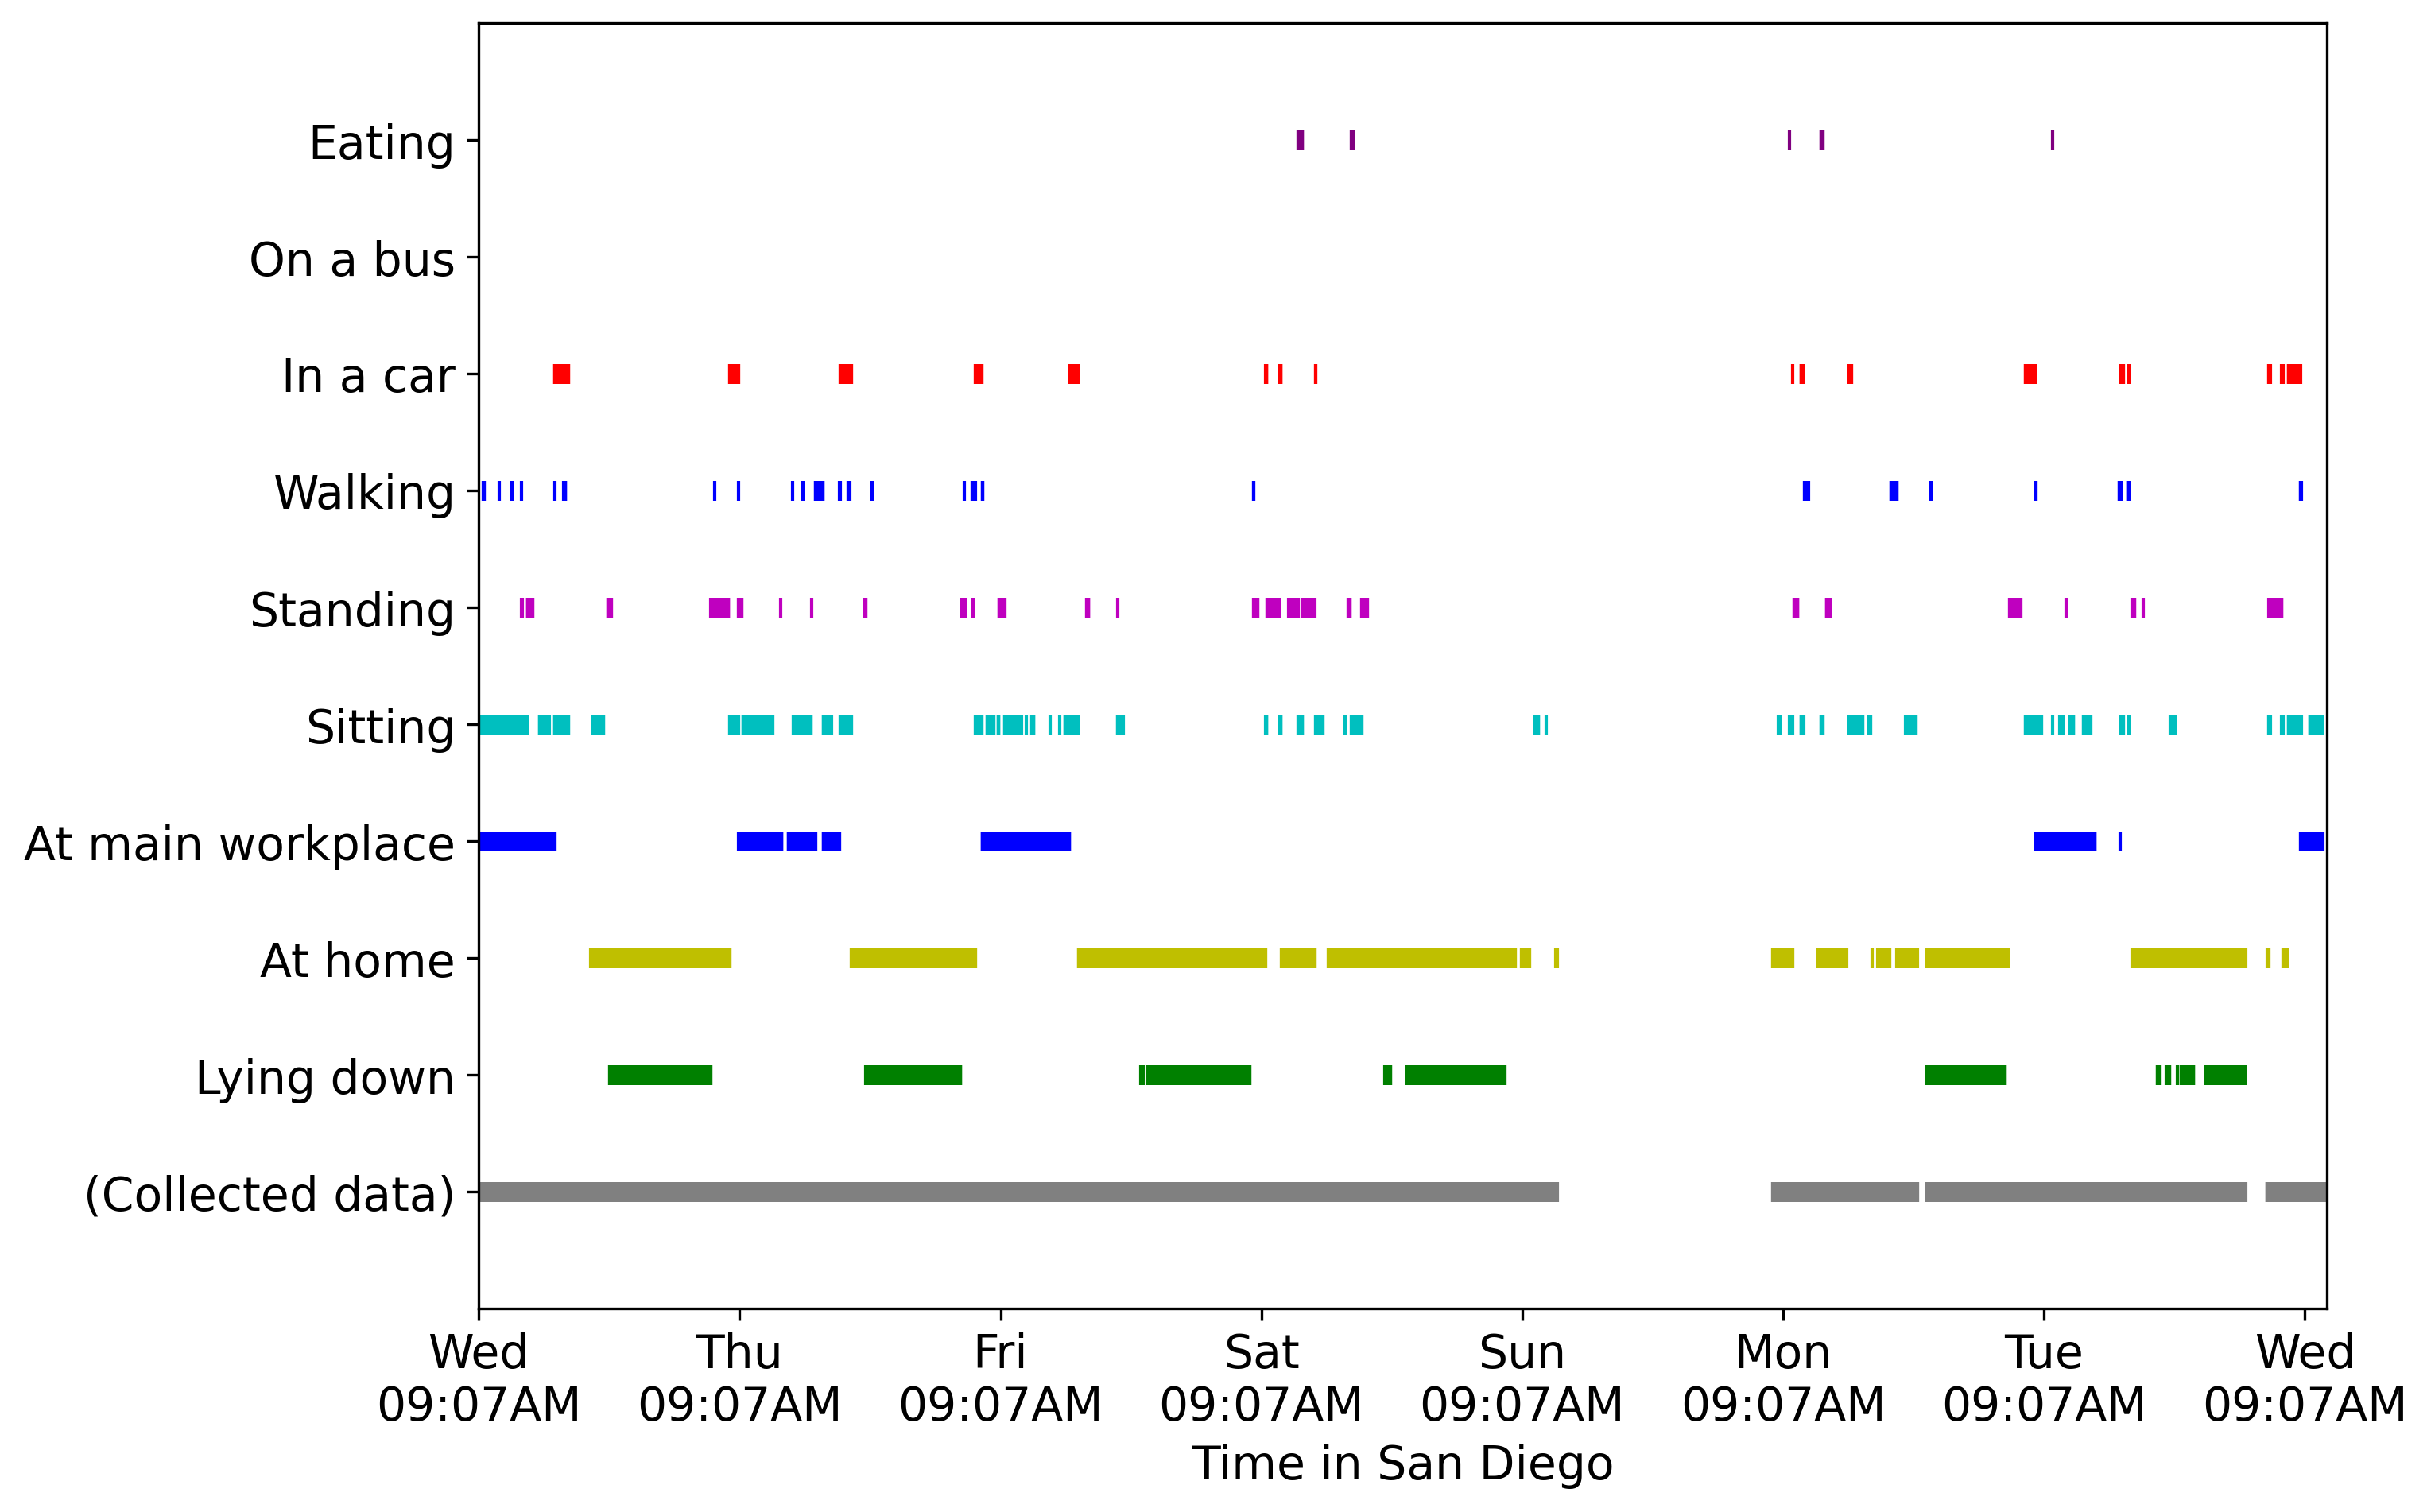 Eating
On a bus
In a car
Walking
Standing
Sitting
At main workplace
At home
Lying down
(Collected data)
Wed Thu Fri Sat Sun Mon Tue Wed
09:07AM 09:07AM 09:07AM 09:07AM 09:07AM 09:07AM 09:07AM 09:07AM
Time in San Diego